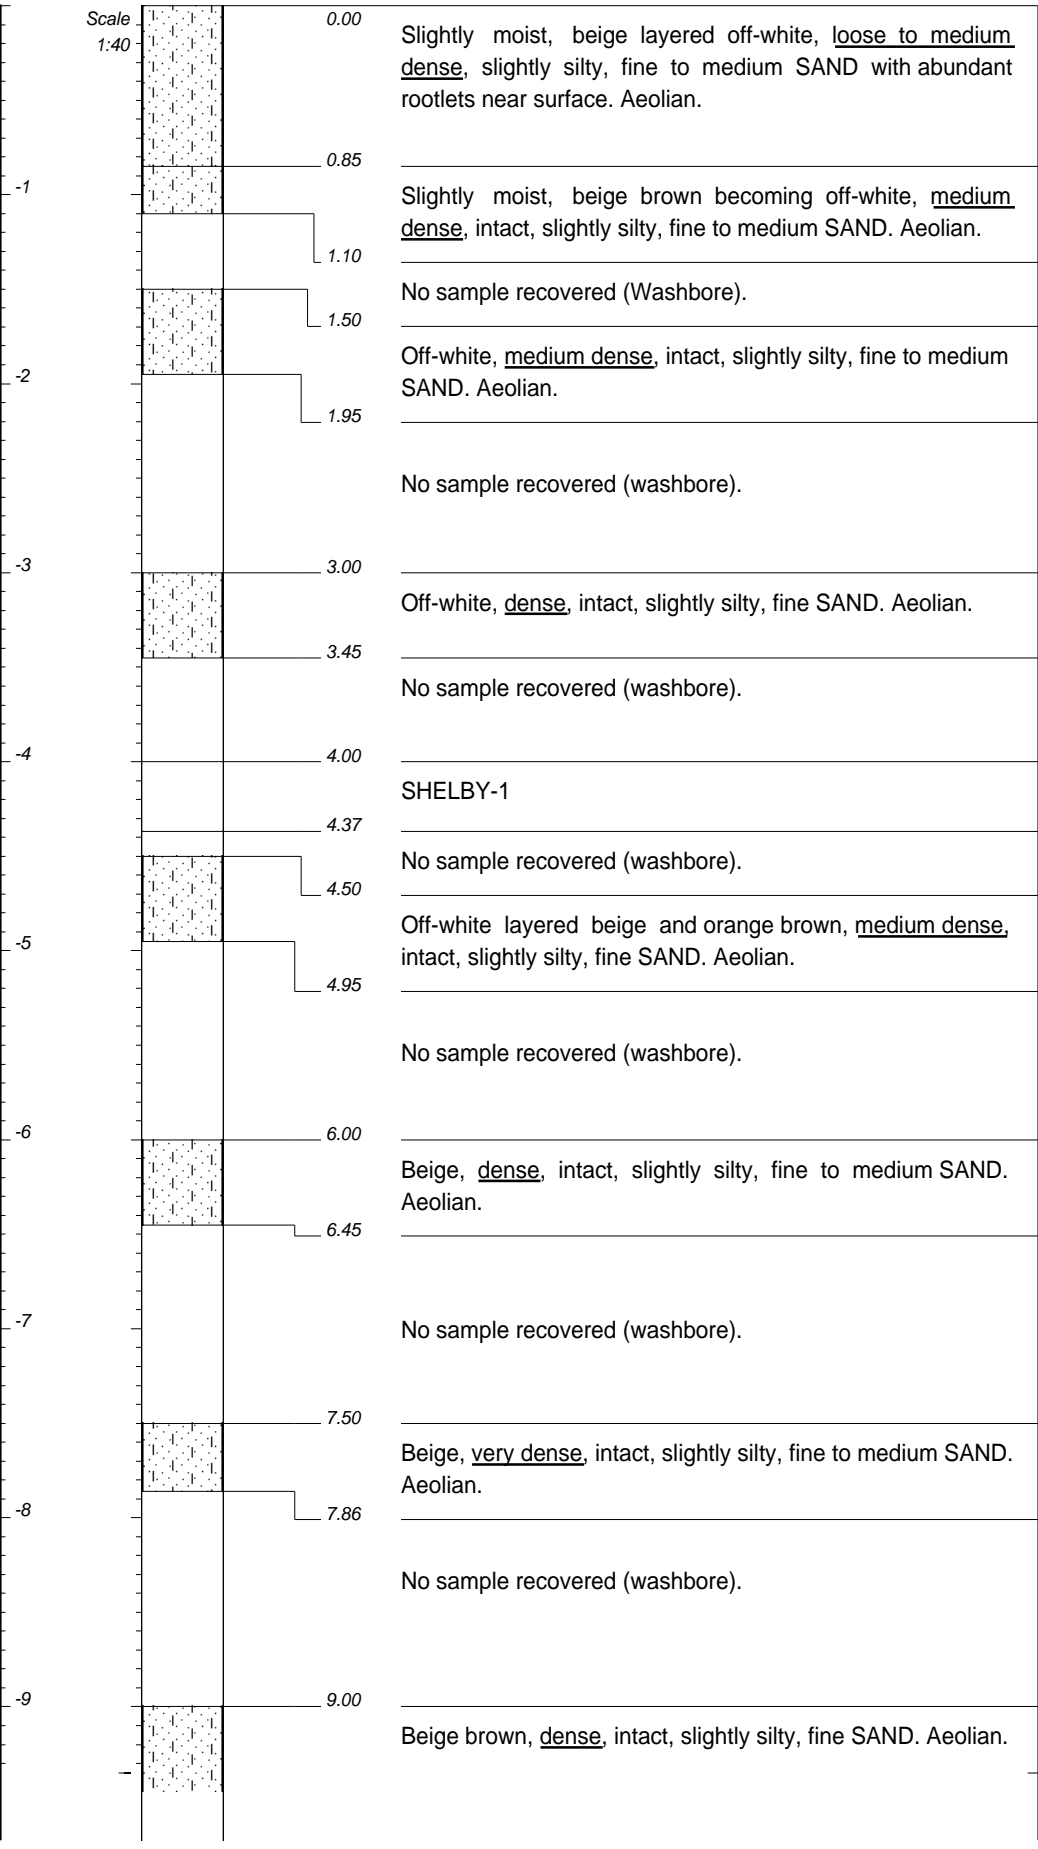 Scale
1:40
0.00
Slightly moist, beige layered off-white, loose to medium
dense, slightly silty, fine to medium SAND with abundant
rootlets near surface. Aeolian.
0.85
-1
Slightly moist, beige brown becoming off-white, medium
dense, intact, slightly silty, fine to medium SAND. Aeolian.
1.10
No sample recovered (Washbore).
1.50
Off-white, medium dense, intact, slightly silty, fine to medium
SAND. Aeolian.
-2
1.95
No sample recovered (washbore).
-3
3.00
Off-white, dense, intact, slightly silty, fine SAND. Aeolian.
3.45
No sample recovered (washbore).
-4
4.00
SHELBY-1
4.37
No sample recovered (washbore).
4.50
Off-white layered beige and orange brown, medium dense,
intact, slightly silty, fine SAND. Aeolian.
-5
4.95
No sample recovered (washbore).
-6
6.00
Beige, dense, intact, slightly silty, fine to medium SAND.
Aeolian.
6.45
-7
No sample recovered (washbore).
7.50
Beige, very dense, intact, slightly silty, fine to medium SAND.
Aeolian.
-8
7.86
No sample recovered (washbore).
-9
9.00
Beige brown, dense, intact, slightly silty, fine SAND. Aeolian.